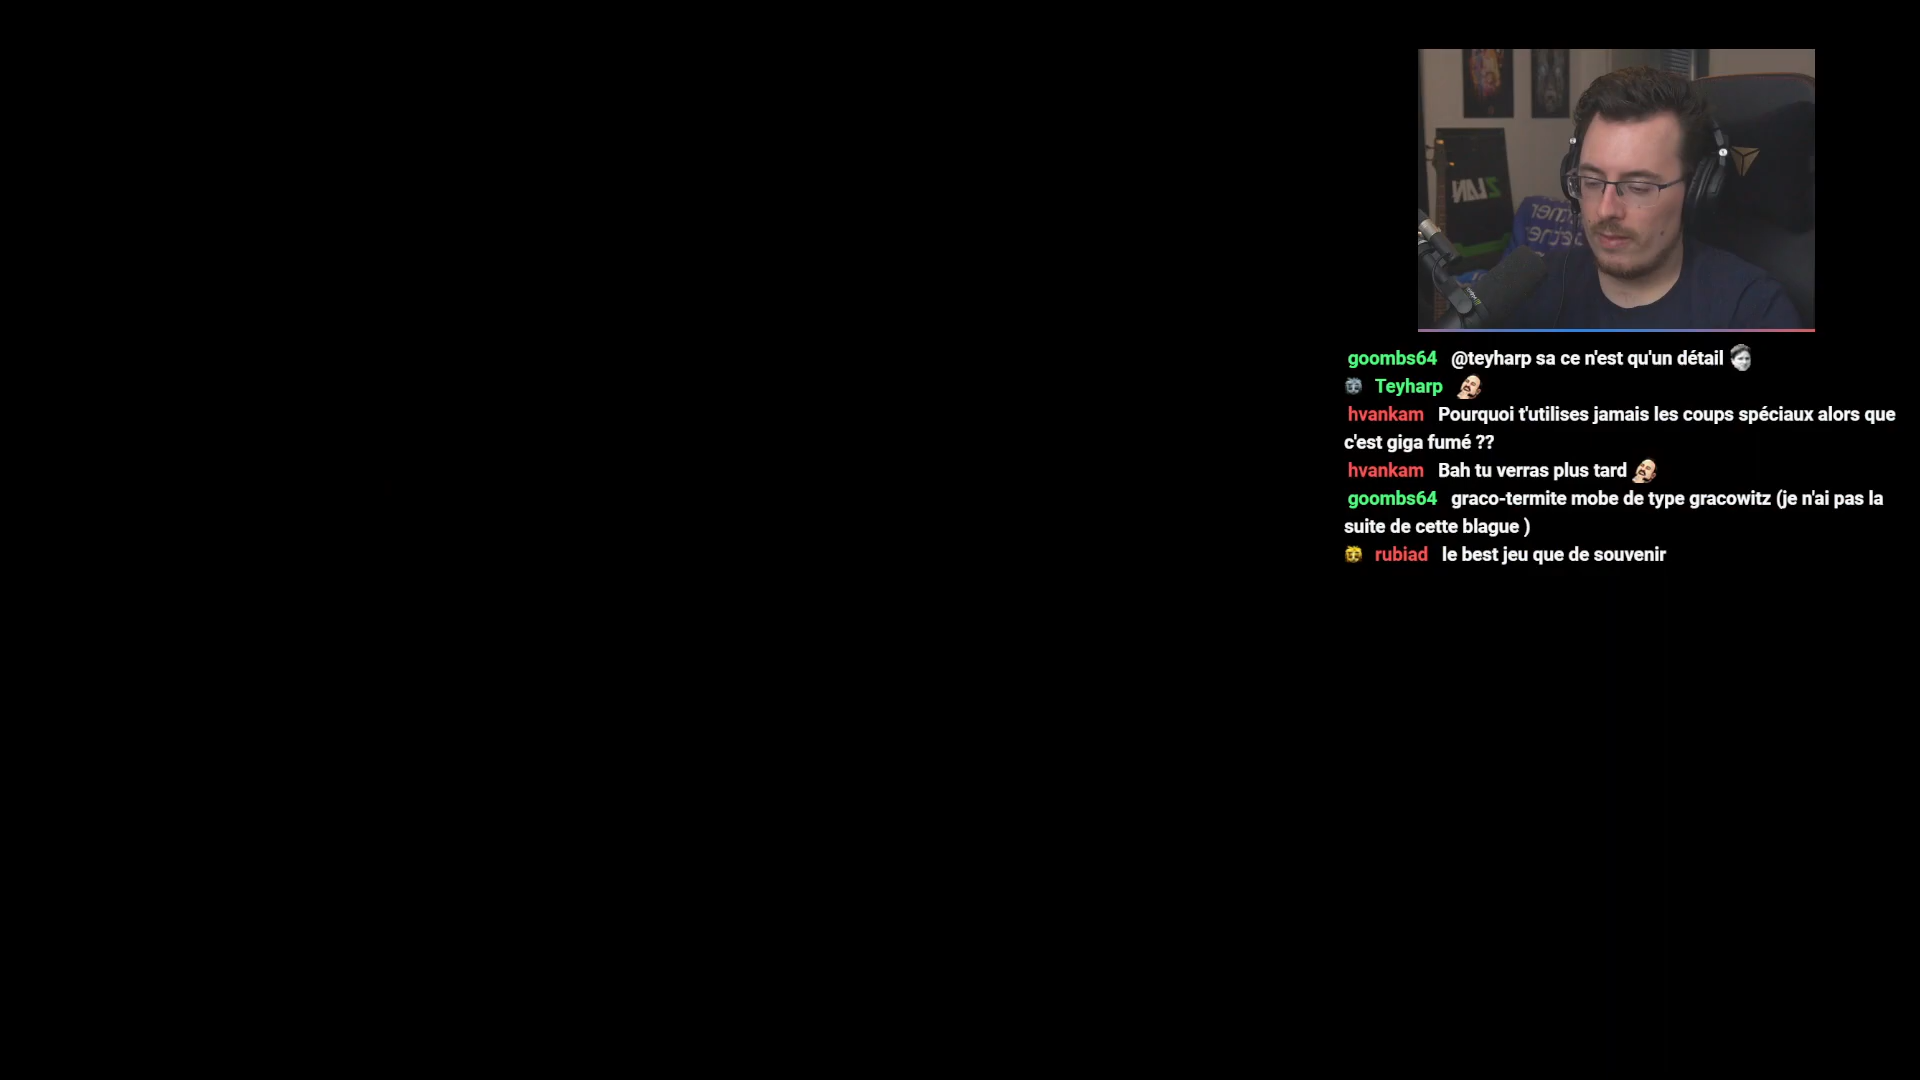 ZLAN
goombs64 @teyharp sa ce n'est qu'un détail
Teyharp
hvankam Pourquoi t'utilises jamais les coups spéciaux alors que
c'est giga fumé ??
hvankam Bah tu verras plus tard
goombs64 graco-termite mobe de type gracowitz (je n'ai pas la
suite de cette blague )
rubiad le best jeu que de souvenir